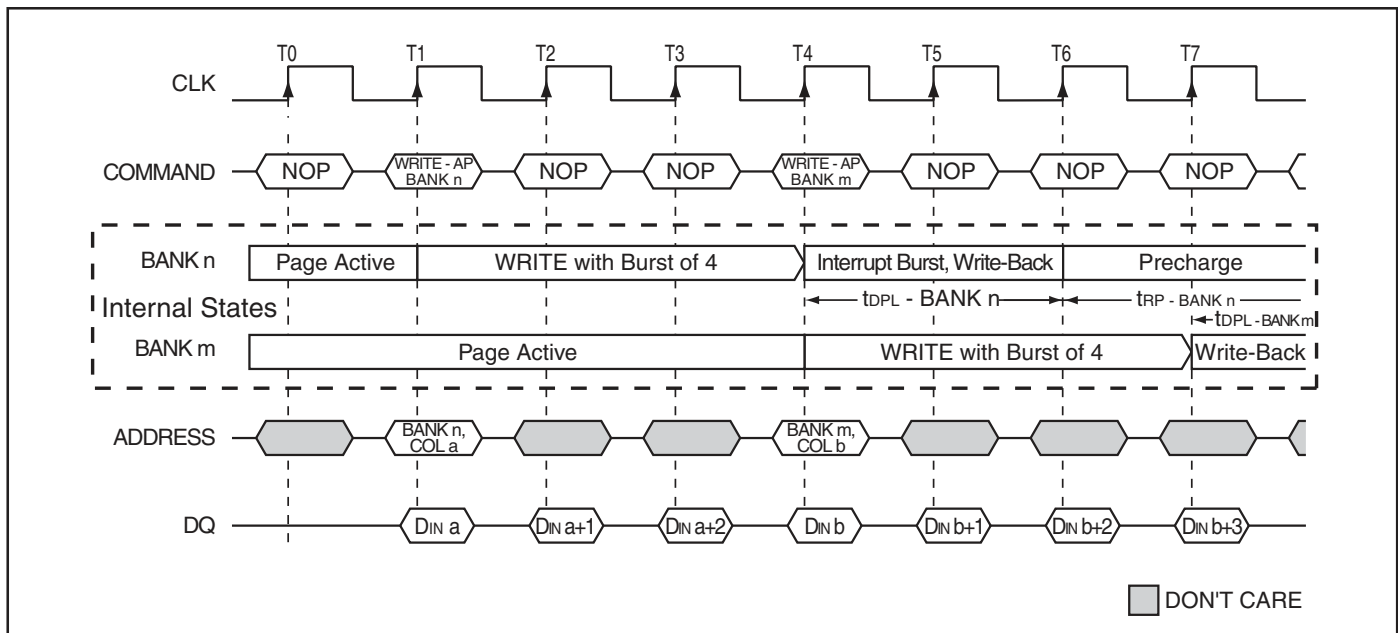 T0 T1 T2 T3 T4 T5 T6 T7
CLK
COMMAND NOP WRITE - AP BANK n NOP NOP WRITE - AP BANK m NOP NOP NOP
BANK n Page Active WRITE with Burst of 4 Interrupt Burst, Write-Back Precharge
Internal States tDPL - BANK n tRP - BANK n
tDPL - BANK m
BANK m Page Active WRITE with Burst of 4 Write-Back
ADDRESS BANK n, COL a BANK m, COL b
DQ DIN a DIN a+1 DIN a+2 DIN b DIN b+1 DIN b+2 DIN b+3
DON'T CARE